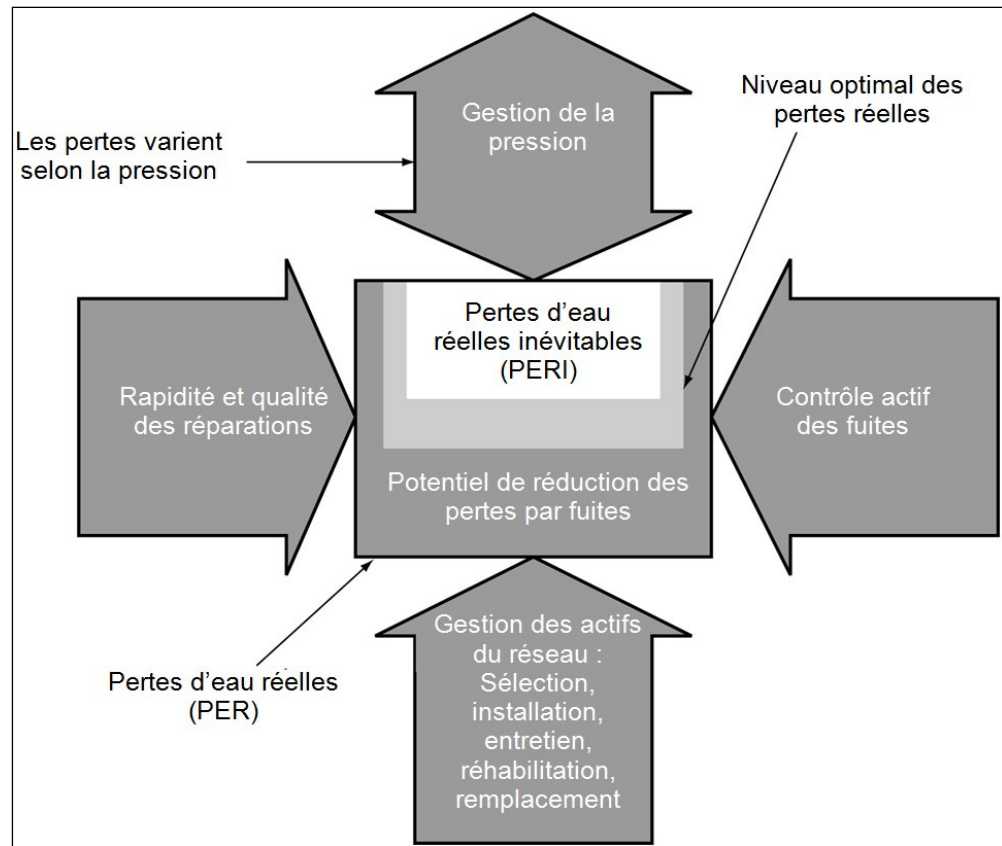 Gestion de la
pression
Niveau optimal des
pertes réelles
Les pertes varient
selon la pression
Pertes d'eau
réelles inévitables
(PERI)
Rapidité et qualité
des réparations
Contrôle actif
des fuites
Potentiel de réduction des
pertes par fuites
Pertes d'eau réelles
(PER)
Gestion des actifs
du réseau :
Sélection,
installation,
entretien,
réhabilitation,
remplacement